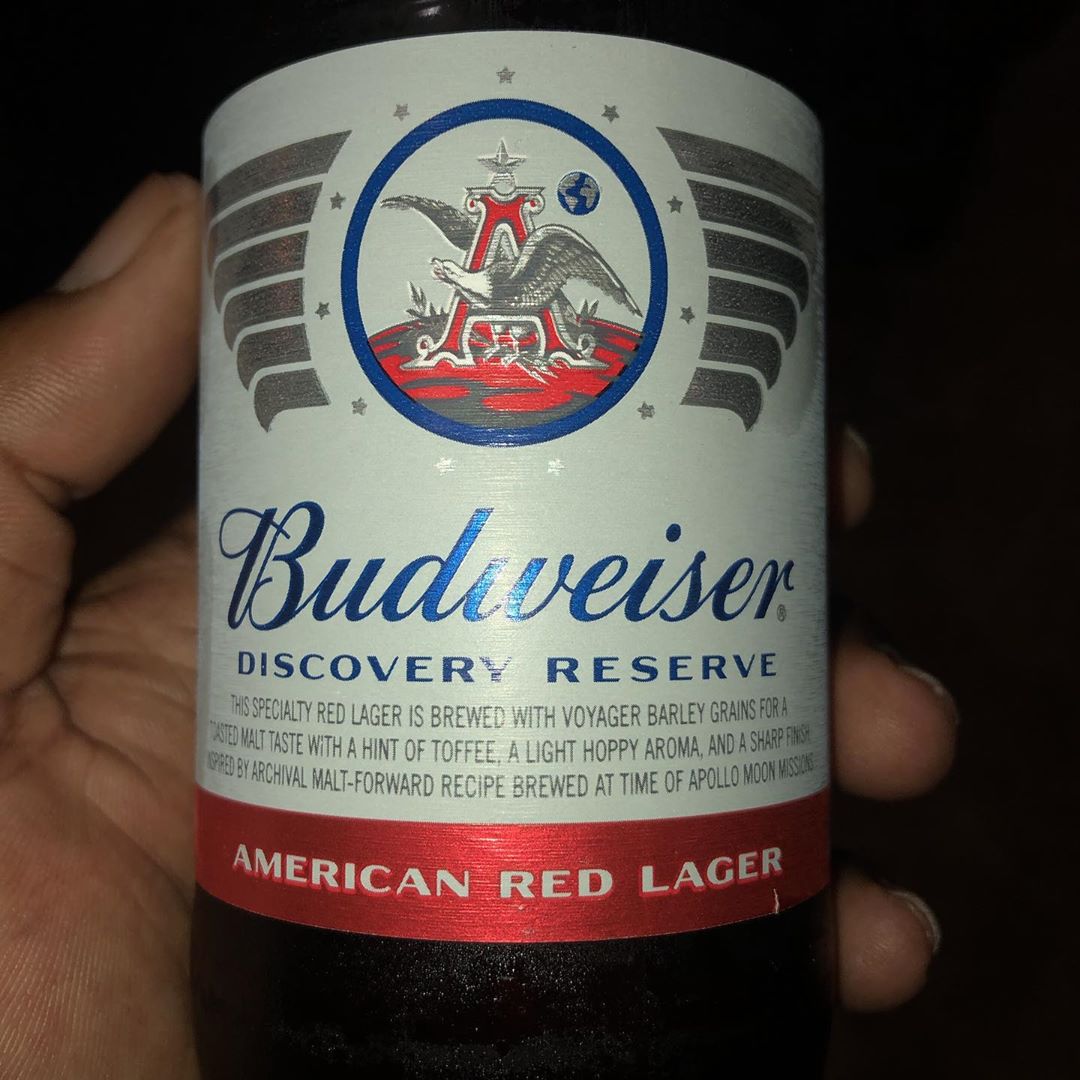 Budweiser®
DISCOVERY RESERVE
THIS SPECIALTY RED LAGER IS BREWED WITH VOYAGER BARLEY GRAINS FOR A
TOASTED MALT TASTE WITH A HINT OF TOFFEE, A LIGHT HOPPY AROMA, AND A SHARP FINISH.
INSPIRED BY ARCHIVAL MALT-FORWARD RECIPE BREWED AT TIME OF APOLLO MOON MISSIONS
AMERICAN RED LAGER